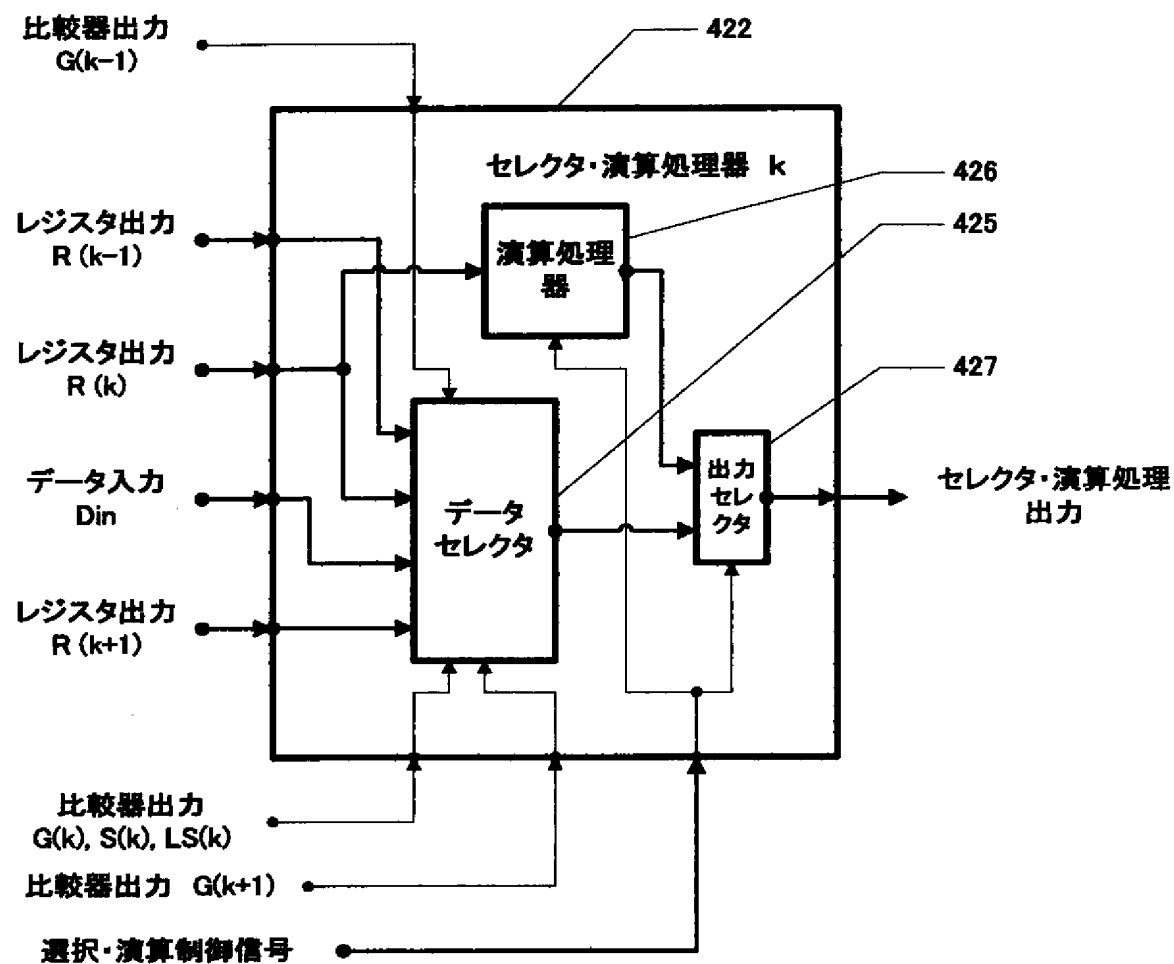 比較器出力
G(k-1)
422
セレクタ・演算処理器 k
426
レジスタ出力
R (k-1)
425
演算処理
器
レジスタ出力
R (k)
427
データ入力
Din
データ
セレクタ
出力
セレ
クタ
セレクタ・演算処理
出力
レジスタ出力
R (k+1)
比較器出力
G(k), S(k), LS(k)
比較器出力 G(k+1)
選択・演算制御信号